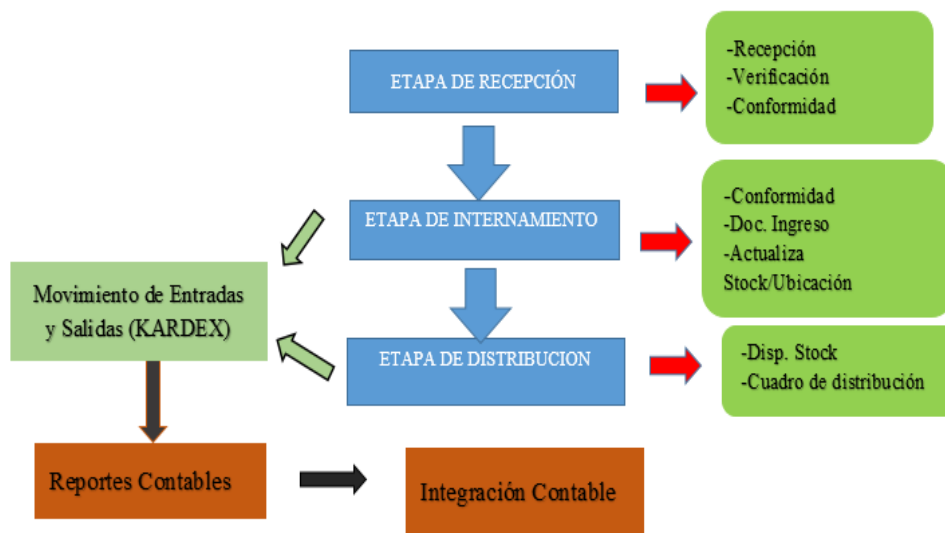 ETAPA DE RECEPCIÓN
-Recepción
-Verificación
-Conformidad
ETAPA DE INTERNAMIENTO
-Conformidad
-Doc. Ingreso
-Actualiza
Stock/Ubicación
Movimiento de Entradas
y Salidas (KARDEX)
ETAPA DE DISTRIBUCION
-Disp. Stock
-Cuadro de distribución
Reportes Contables
Integración Contable